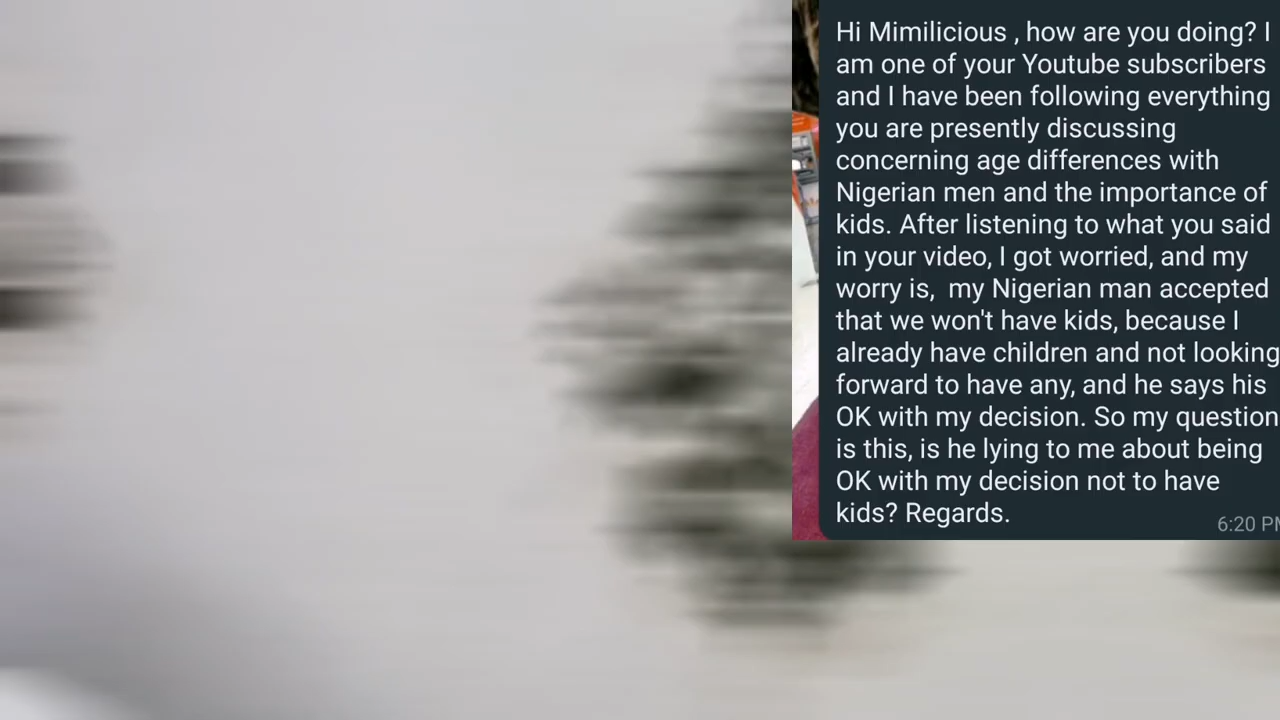 Hi Mimilicious , how are you doing? I
am one of your Youtube subscribers
and I have been following everything
you are presently discussing
concerning age differences with
Nigerian men and the importance of
kids. After listening to what you said
in your video, I got worried, and my
worry is,  my Nigerian man accepted
that we won't have kids, because I
already have children and not looking
forward to have any, and he says his
OK with my decision. So my question
is this, is he lying to me about being
OK with my decision not to have
kids? Regards.
6:20 PM